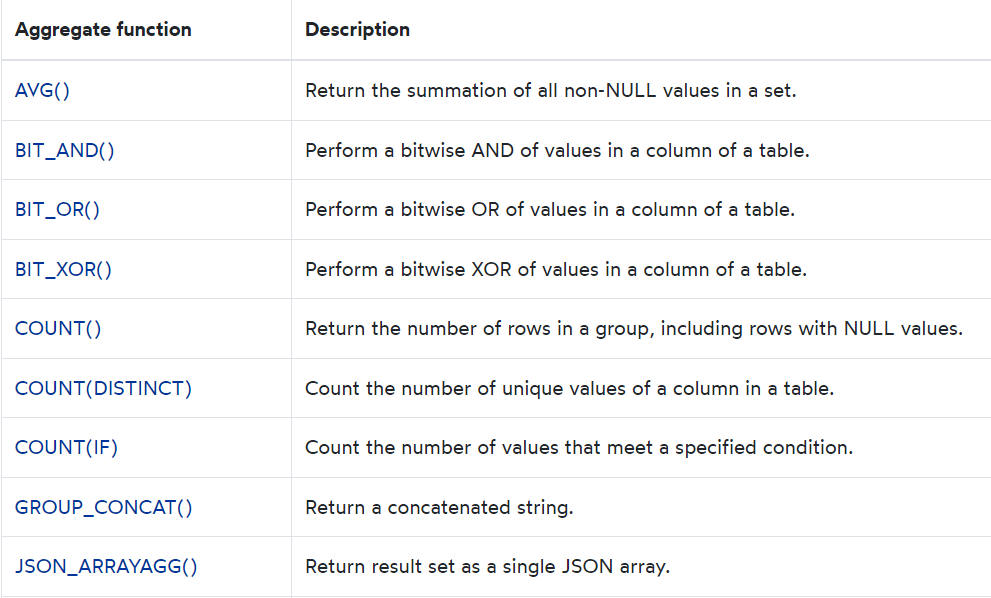 Aggregate function Description
AVG() Return the summation of all non-NULL values in a set.
BIT_AND() Perform a bitwise AND of values in a column of a table.
BIT_OR() Perform a bitwise OR of values in a column of a table.
BIT_XOR() Perform a bitwise XOR of values in a column of a table.
COUNT() Return the number of rows in a group, including rows with NULL values.
COUNT(DISTINCT) Count the number of unique values of a column in a table.
COUNT(IF) Count the number of values that meet a specified condition.
GROUP_CONCAT() Return a concatenated string.
JSON_ARRAYAGG() Return result set as a single JSON array.